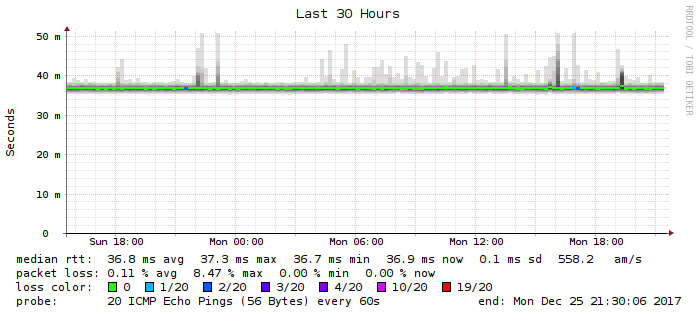 Last 30 Hours
RRDTOOL / TOBI OETIKER
Seconds
50 m
40 m
30 m
20 m
10 m
0
Sun 18:00 Mon 00:00 Mon 06:00 Mon 12:00 Mon 18:00
median rtt: 36.8 ms avg 37.3 ms max 36.7 ms min 36.9 ms now 0.1 ms sd 558.2 am/s
packet loss: 0.11 % avg 8.47 % max 0.00 % min 0.00 % now
loss color: 0 1/20 2/20 3/20 4/20 10/20 19/20
probe: 20 ICMP Echo Pings (56 Bytes) every 60s end: Mon Dec 25 21:30:06 2017